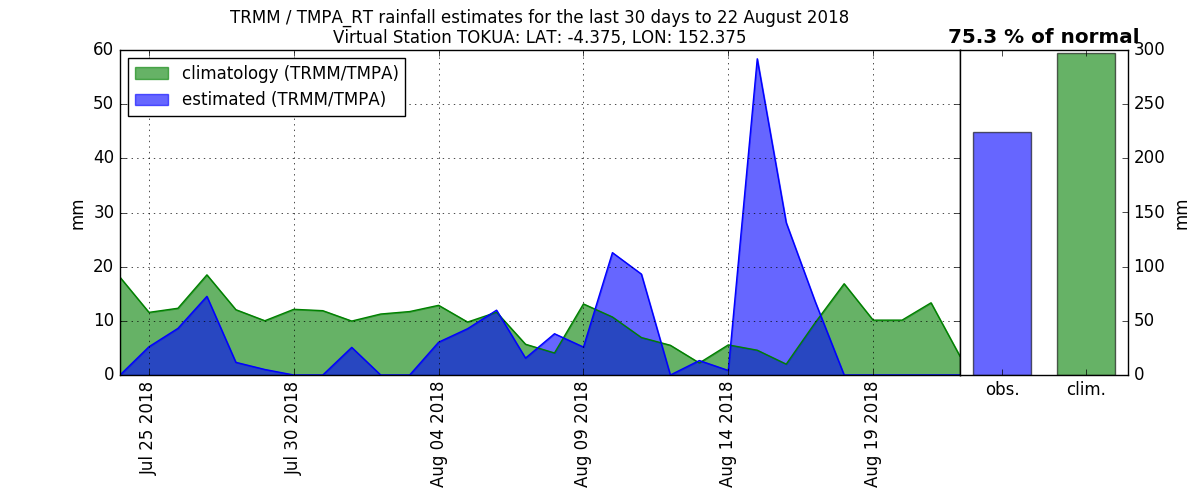 TRMM / TMPA_RT rainfall estimates for the last 30 days to 22 August 2018
Virtual Station TOKUA: LAT: -4.375, LON: 152.375
75.3 % of normal
climatology (TRMM/TMPA)
estimated (TRMM/TMPA)
60
50
40
30
20
10
0
mm
Jul 25 2018
Jul 30 2018
Aug 04 2018
Aug 09 2018
Aug 14 2018
Aug 19 2018
300
250
200
150
100
50
0
mm
obs.
clim.